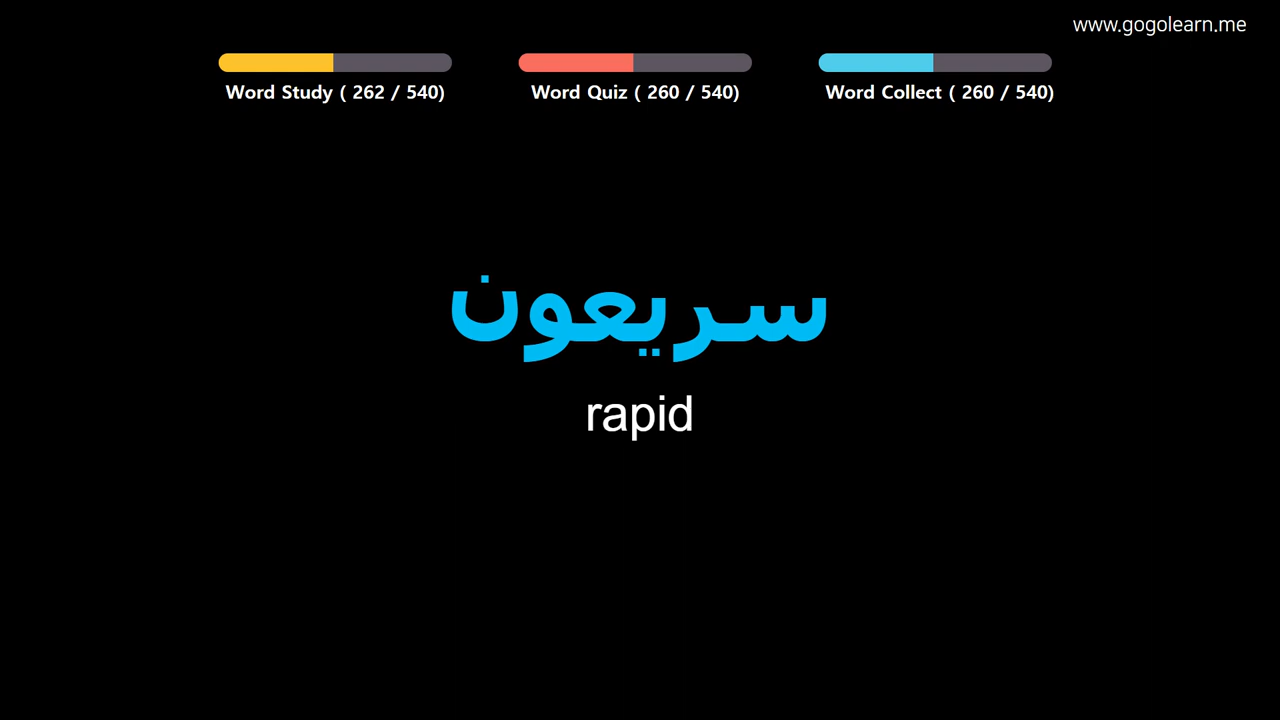 www.gogolearn.me
Word Study ( 262 / 540)
Word Quiz ( 260 / 540)
Word Collect ( 260 / 540)
سريعون
rapid